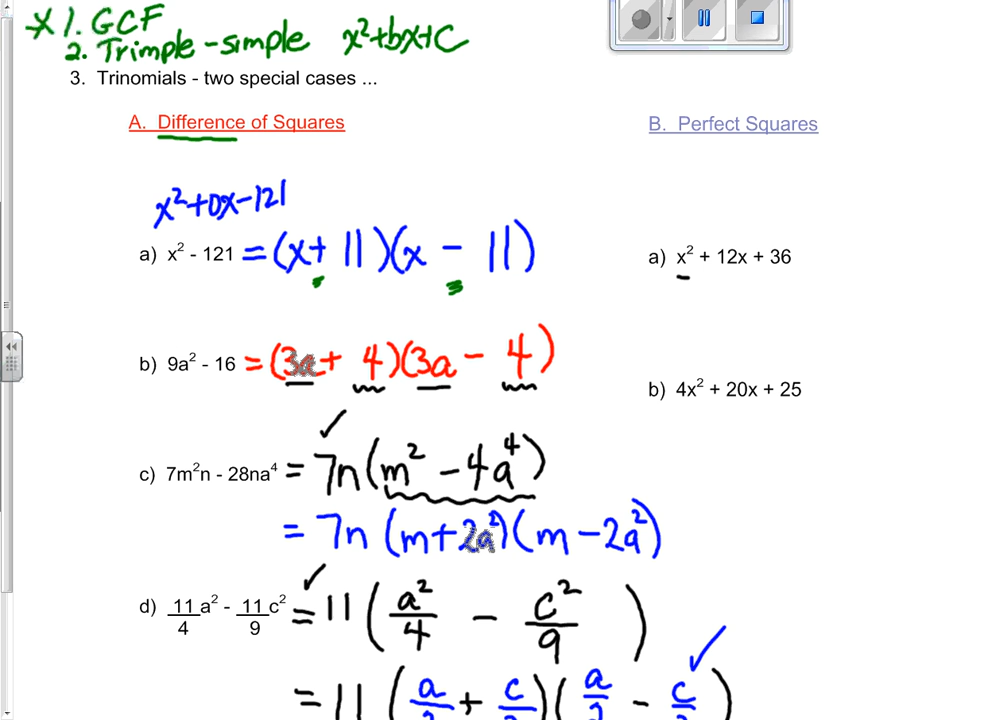 * 1. GCF
2. Trimple - simple x²+bx+c
3. Trinomials - two special cases ...
A. Difference of Squares
B. Perfect Squares
x²+0x-121
a) x² - 121 = (x + 11)(x - 11)
a) x² + 12x + 36
b) 9a² - 16 = (3a + 4)(3a - 4)
b) 4x² + 20x + 25
✓
c) 7m²n - 28na⁴ = 7n(m² - 4a⁴)
= 7n (m+2a²)(m-2a²)
✓
d) 11/4 a² - 11/9 c² = 11 (a²/4 - c²/9)
✓
= 11 (a/ + c/)(a/ - c/)